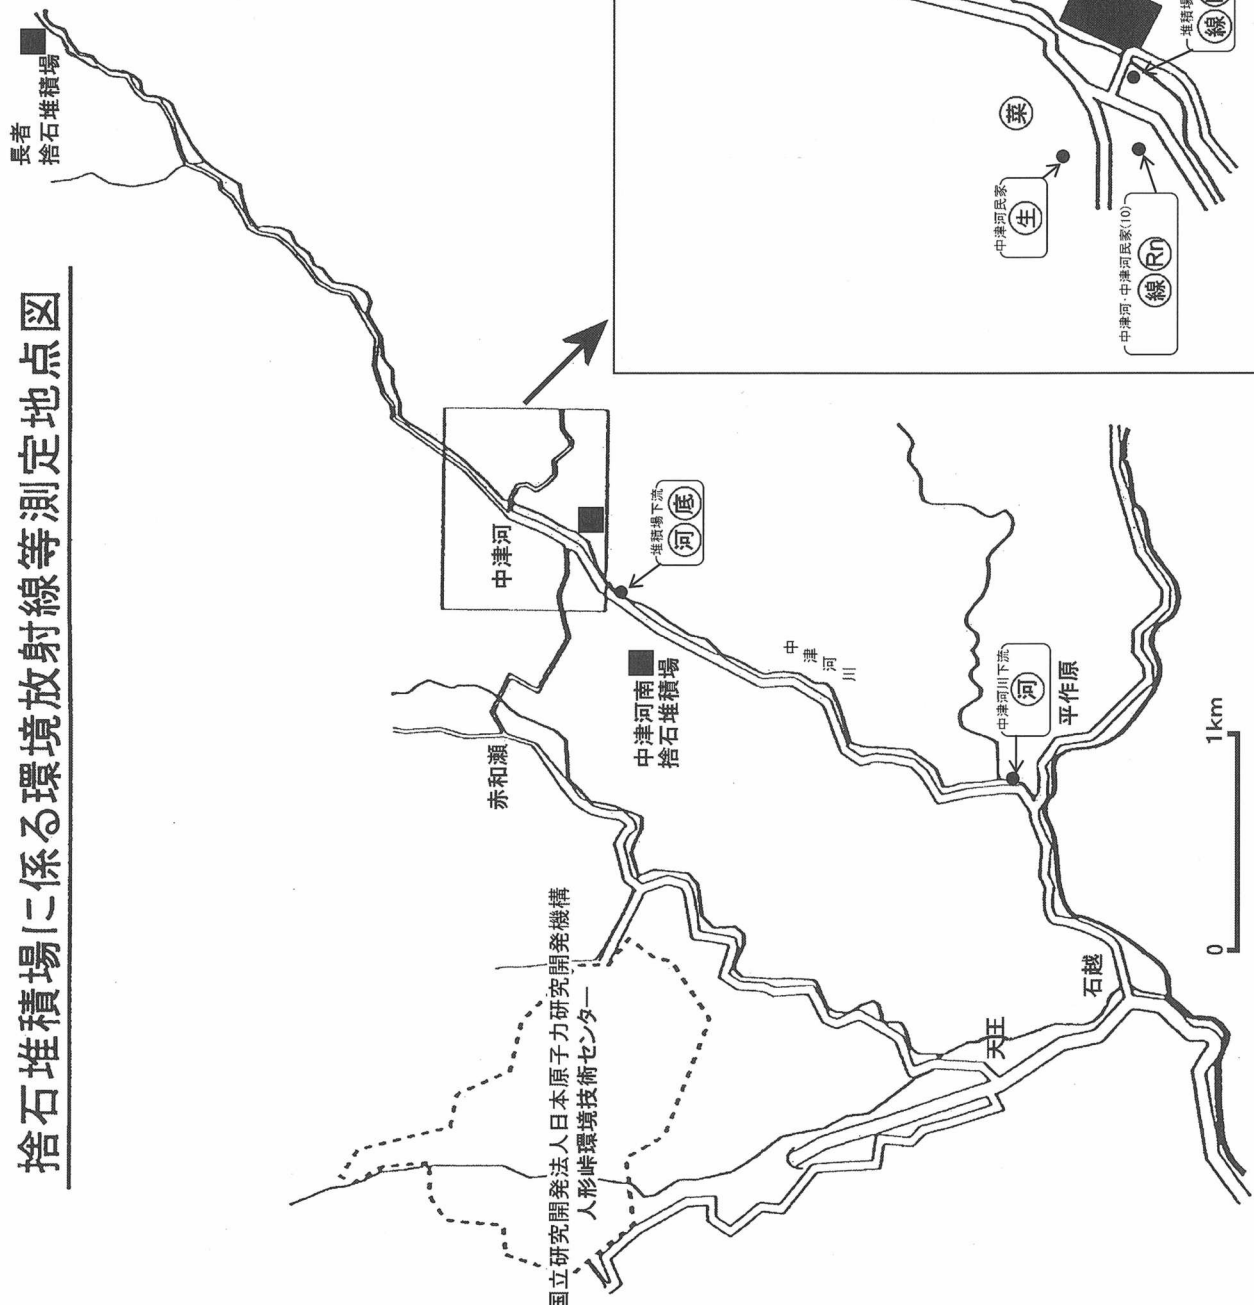 捨石堆積場に係る環境放射線等測定地点図
長者
捨石堆積場
中津河
堆積場下流
河 底
赤和瀬
中津河南
捨石堆積場
中津河川
中津河川下流
河
平作原
国立研究開発法人日本原子力研究開発機構
人形峠環境技術センター
天王
石越
0
1km
菜
中津河民家
生
中津河・中津河民家(10)
線 Rn
堆積場
線